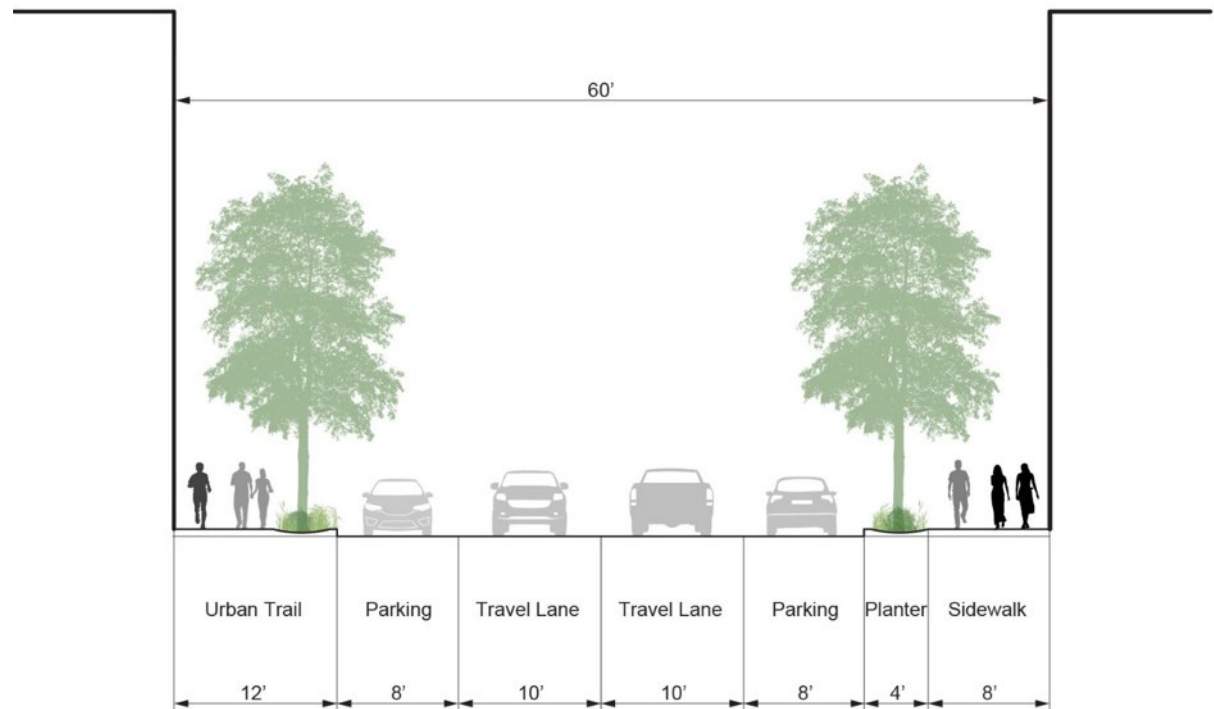 60’
Urban Trail
Parking
Travel Lane
Travel Lane
Parking
Planter
Sidewalk
12’
8’
10’
10’
8’
4’
8’